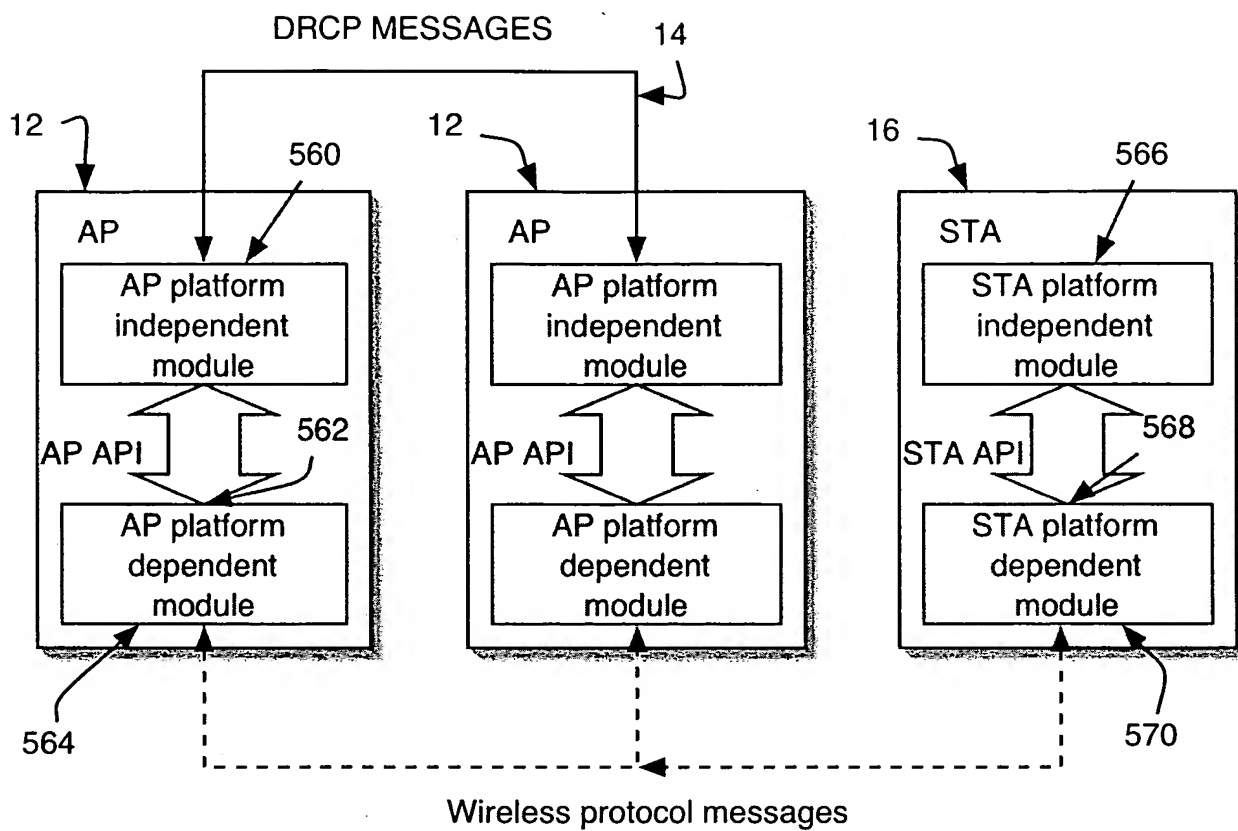 DRCP MESSAGES
14
12
12
16
560
566
AP
AP
STA
AP platform
independent
module
AP platform
independent
module
STA platform
independent
module
AP API
562
AP API
STA API
568
AP platform
dependent
module
AP platform
dependent
module
STA platform
dependent
module
564
570
Wireless protocol messages